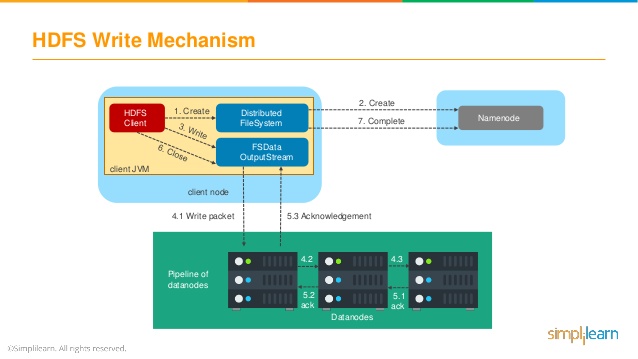 HDFS Write Mechanism
HDFS
Client
1. Create
Distributed
FileSystem
2. Create
7. Complete
Namenode
3. Write
6. Close
FSData
OutputStream
client JVM
client node
4.1 Write packet
5.3 Acknowledgement
Pipeline of
datanodes
4.2
4.3
5.2
ack
5.1
ack
Datanodes
©Simplilearn. All rights reserved.
simplilearn